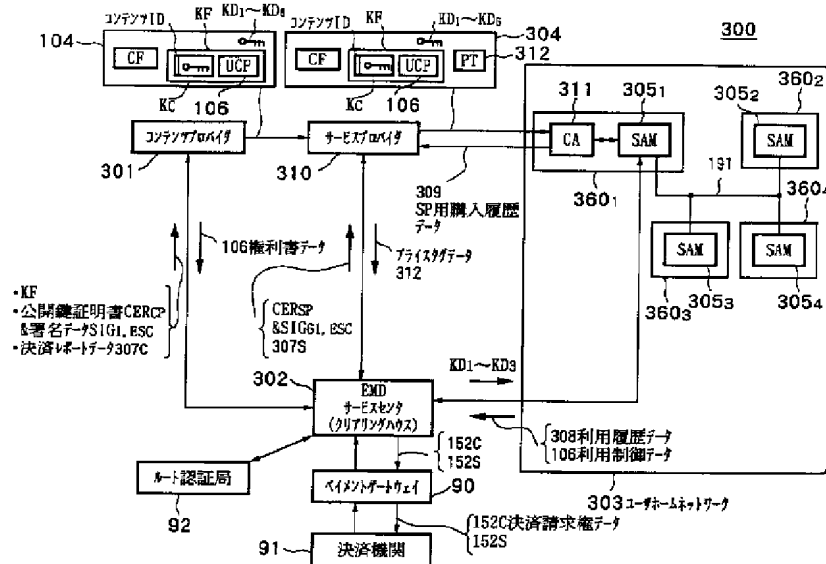 コンテンツID
KF
KD1〜KD6
104
CF
UCP
KC
106
コンテンツID
KF
KD1〜KD6
304
CF
UCP
PT
312
KC
106
300
コンテンツプロバイダ
301
サービスプロバイダ
310
311
CA
305₁
SAM
360₁
305₂
360₂
SAM
191
360₄
SAM
305₃
360₃
SAM
305₄
309
SP用購入履歴
データ
106権利書データ
プライスタグデータ
312
・KF
・公開鍵証明書CERCP
&署名データSIG1,ESC
・決済レポートデータ307C
CERSP
&SIG61,ESC
307S
KD1〜KD3
302
EMD
サービスセンタ
(クリアリングハウス)
308利用履歴データ
106利用制御データ
152C
152S
ルート認証局
92
ペイメントゲートウェイ
90
303 ユーザホームネットワーク
152C決済請求権データ
152S
91
決済機関